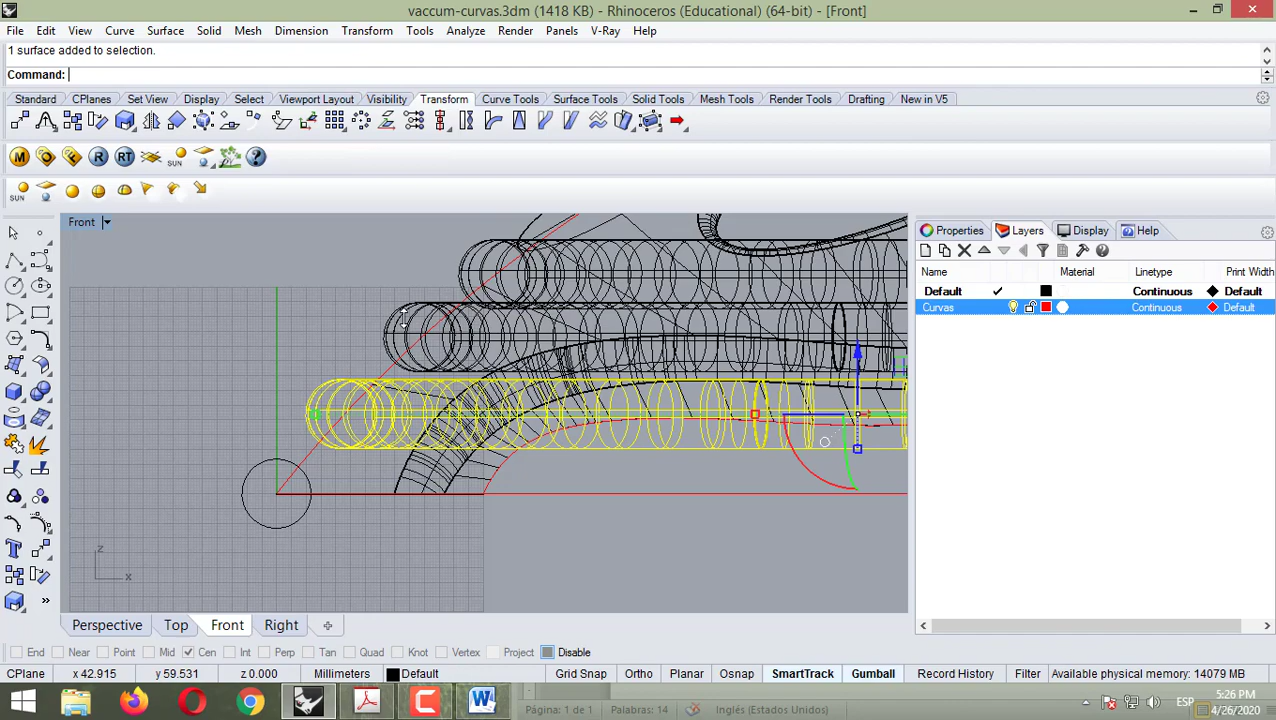 vaccum-curvas.3dm (1418 KB) - Rhinoceros (Educational) (64-bit) - [Front]
File Edit View Curve Surface Solid Mesh Dimension Transform Tools Analyze Render Panels V-Ray Help
1 surface added to selection.
Command:
Standard CPlanes Set View Display Select Viewport Layout Visibility Transform Curve Tools Surface Tools Solid Tools Mesh Tools Render Tools Drafting New in V5
M R RT SUN ?
SUN
Front
Properties Layers Display Help
Name Material Linetype Print Width
Default Continuous Default
Curvas Continuous Default
z
x
Perspective Top Front Right
End Near Point Mid Cen Int Perp Tan Quad Knot Vertex Project Disable
CPlane x 42.915 y 59.531 z 0.000 Millimeters Default Grid Snap Ortho Planar Osnap SmartTrack Gumball Record History Filter Available physical memory: 14079 MB
Página: 1 de 1 Palabras: 14 Inglés (Estados Unidos)
ES 5:26 PM
4/26/2020